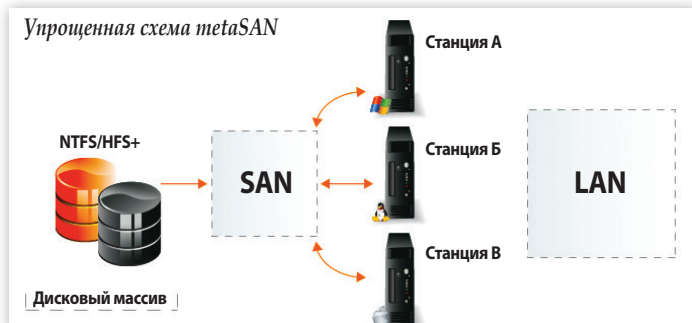 Упрощенная схема metaSAN
Станция А
NTFS/HFS+
Станция Б
SAN
LAN
Станция В
Дисковый массив